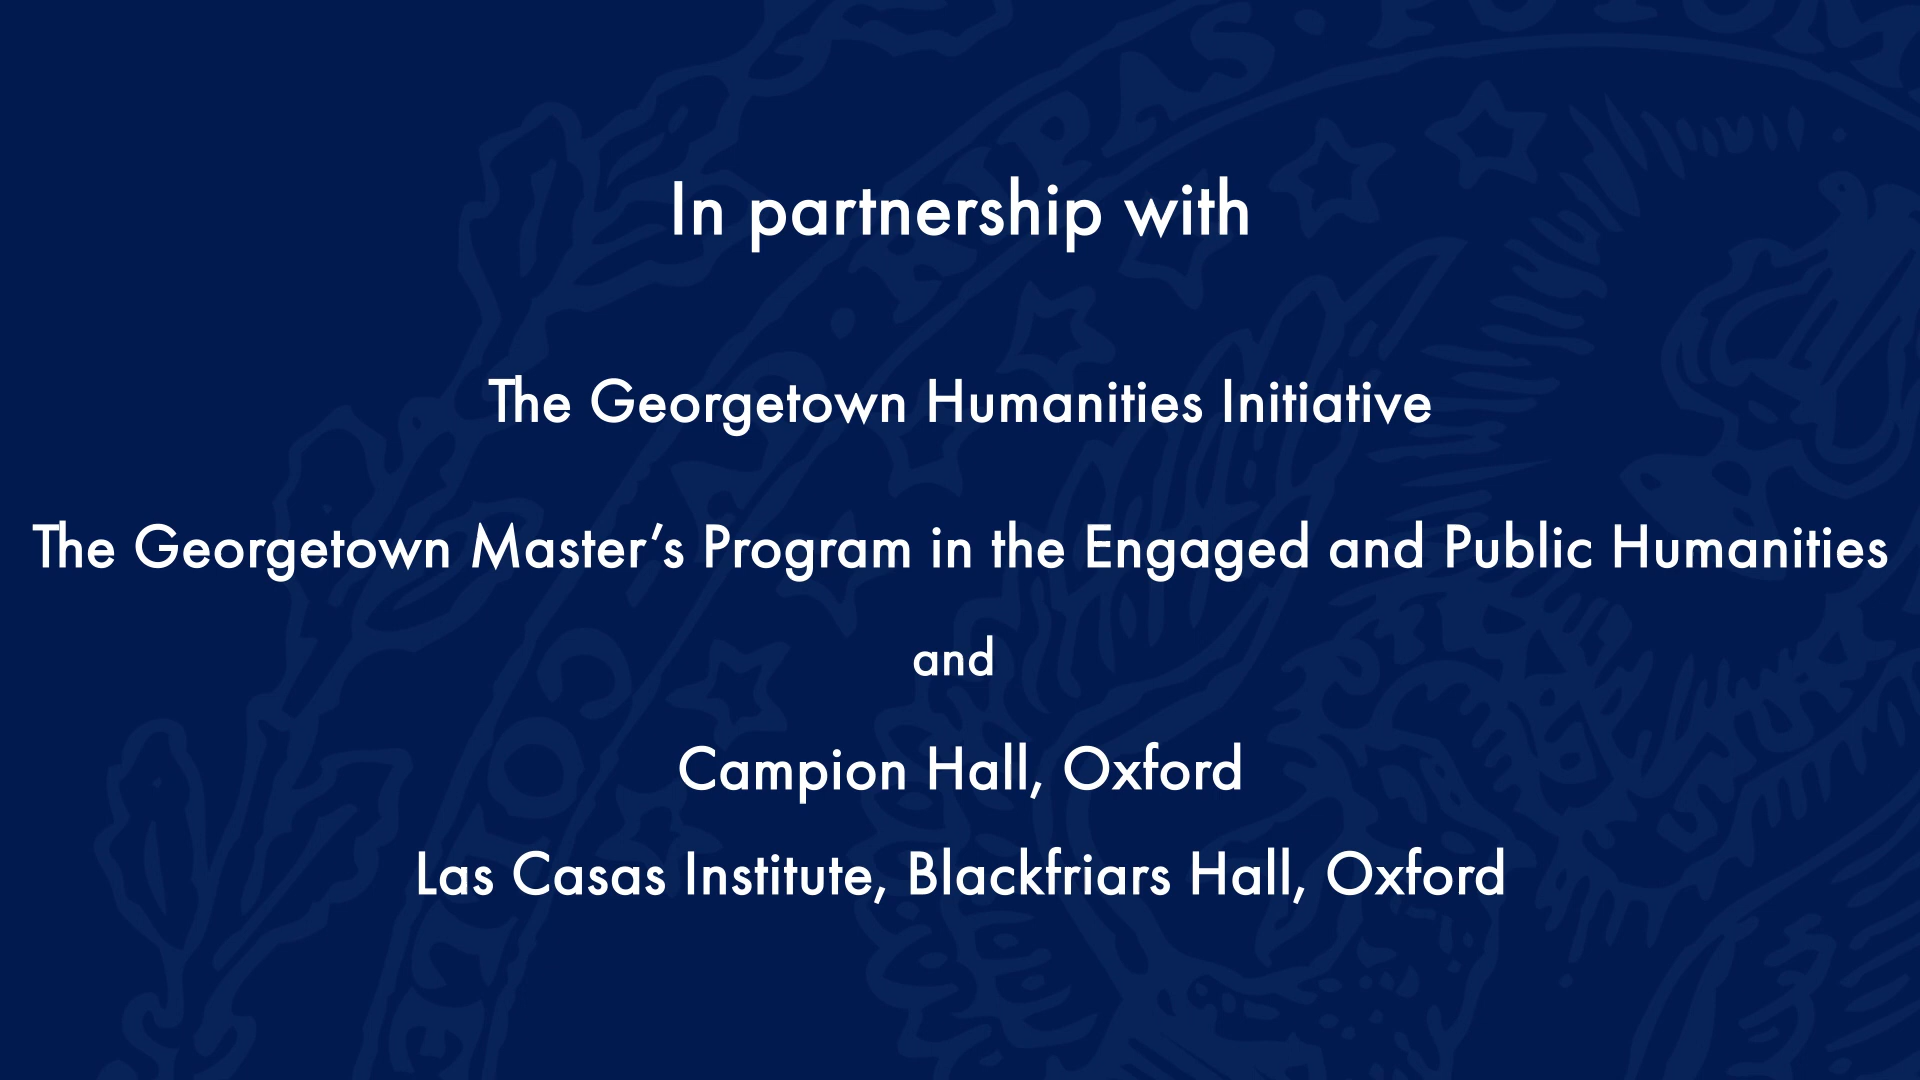 In partnership with
The Georgetown Humanities Initiative
The Georgetown Master’s Program in the Engaged and Public Humanities
and
Campion Hall, Oxford
Las Casas Institute, Blackfriars Hall, Oxford